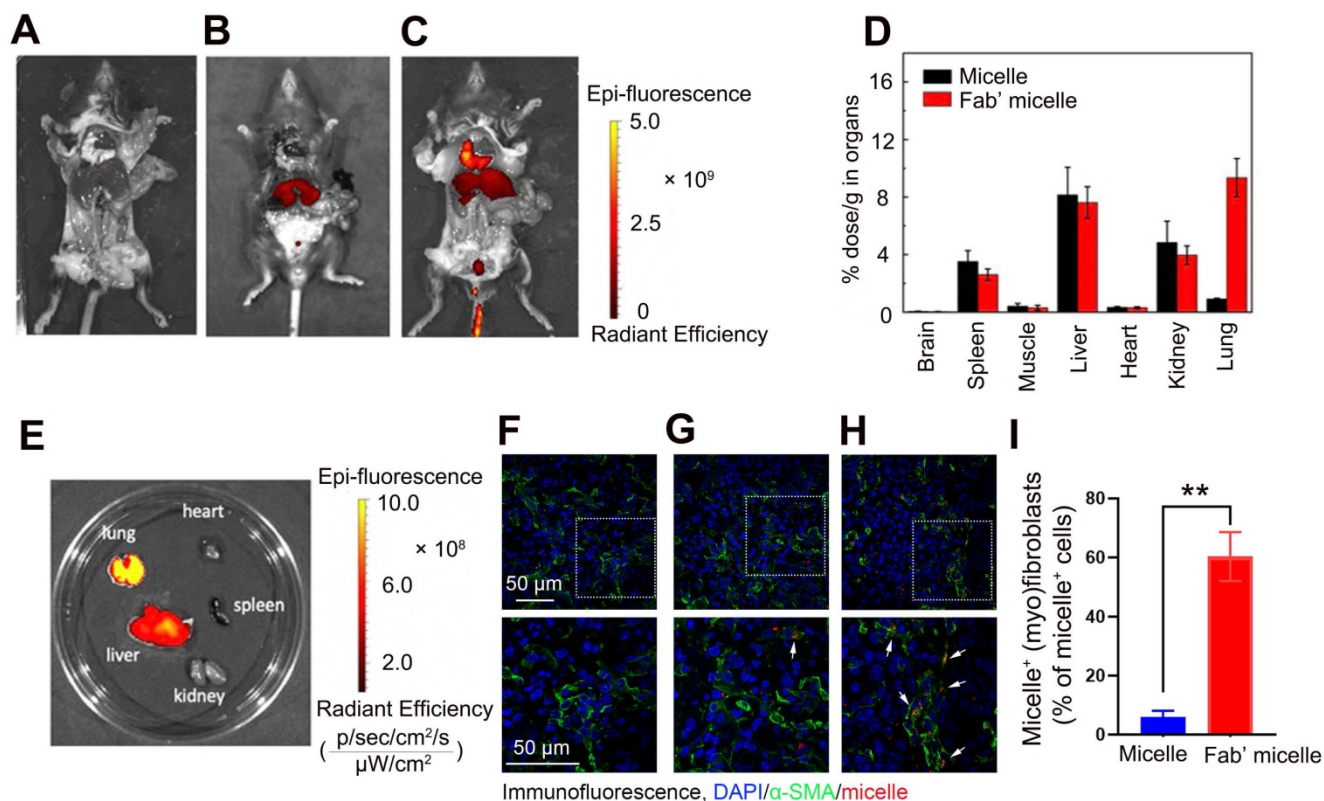 A
B
C
Epi-fluorescence
5.0
× 10⁹
2.5
0
Radiant Efficiency
D
% dose/g in organs
16
12
8
4
0
Micelle
Fab' micelle
Brain
Spleen
Muscle
Liver
Heart
Kidney
Lung
E
heart
lung
spleen
liver
kidney
Epi-fluorescence
10.0
× 10⁸
6.0
2.0
Radiant Efficiency
(p/sec/cm²/s
μW/cm²)
F
G
H
50 μm
50 μm
Immunofluorescence, DAPI/α-SMA/micelle
I
Micelle⁺ (myo)fibroblasts
(% of micelle⁺ cells)
80
60
40
20
0
**
Micelle
Fab' micelle